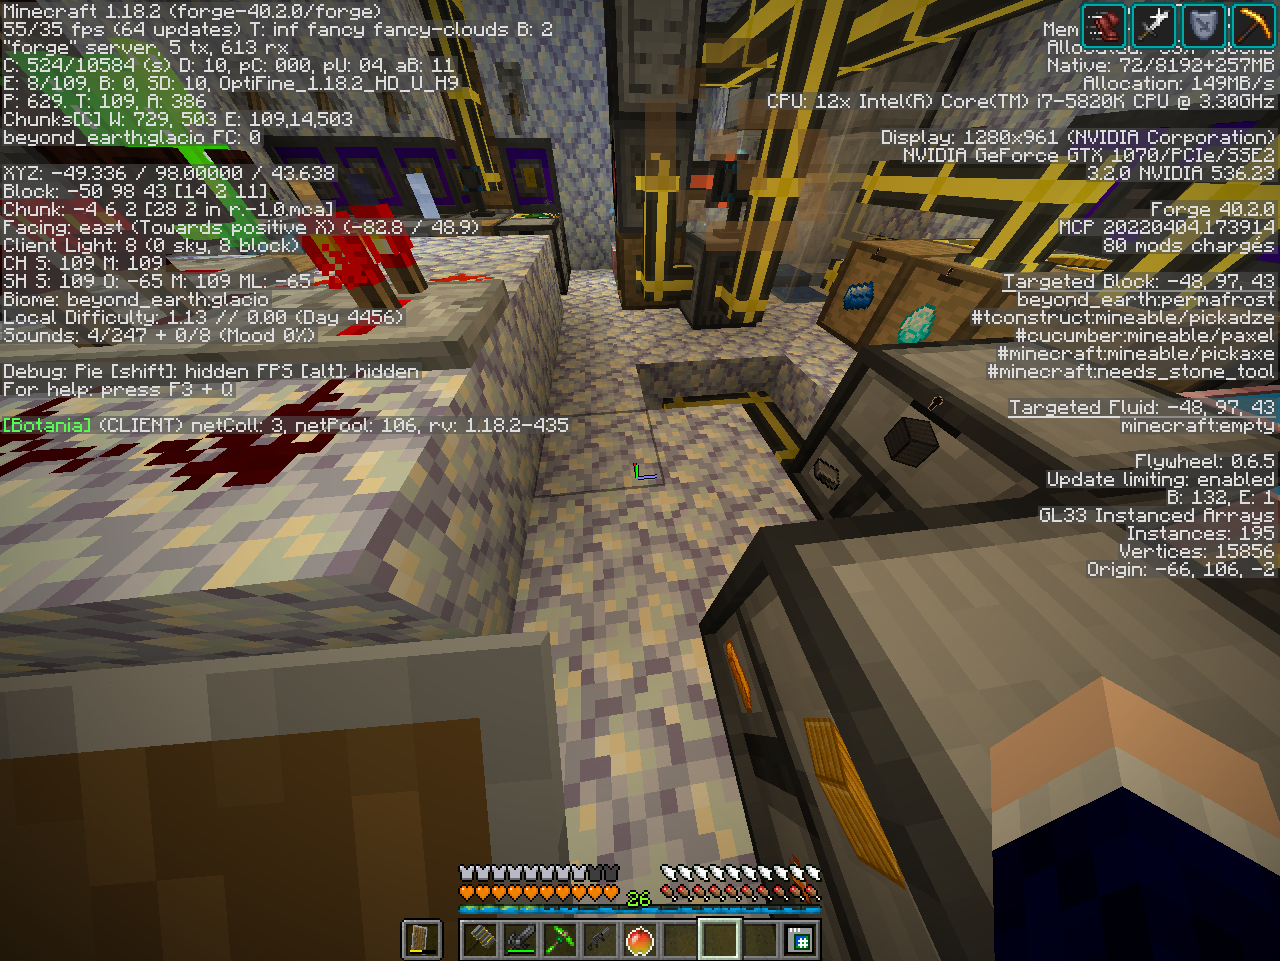 Minecraft 1.18.2 (forge-40.2.0/forge)
55/35 fps (64 updates) T: inf fancy fancy-clouds B: 2
"forge" server, 5 tx, 613 rx
C: 524/10584 (s) D: 10, pC: 000, pU: 04, aB: 11
E: 8/109, B: 0, SD: 10, OptiFine_1.18.2_HD_U_H9
P: 629, T: 109, A: 386
Chunks[C] W: 729, 503 E: 109,14,503
beyond_earth:glacio FC: 0
XYZ: -49.336 / 98.00000 / 43.638
Block: -50 98 43 [14 2 11]
Chunk: -4 6 2 [28 2 in r.-1.0.mca]
Facing: east (Towards positive X) (-82.8 / 48.9)
Client Light: 8 (0 sky, 8 block)
CH S: 109 M: 109
SH S: 109 O: -65 M: 109 ML: -65
Biome: beyond_earth:glacio
Local Difficulty: 1.13 // 0.00 (Day 4456)
Sounds: 4/247 + 0/8 (Mood 0%)
Debug: Pie [shift]: hidden FPS [alt]: hidden
For help: press F3 + Q
[Botania] (CLIENT) netColl: 3, netPool: 106, rv: 1.18.2-435
Mem
Alloca
Native: 72/8192+257MB
Allocation: 149MB/s
CPU: 12x Intel(R) Core(TM) i7-5820K CPU @ 3.30GHz
Display: 1280x961 (NVIDIA Corporation)
NVIDIA GeForce GTX 1070/PCIe/SSE2
3.2.0 NVIDIA 536.23
Forge 40.2.0
MCP 20220404.173914
80 mods chargés
Targeted Block: -48, 97, 43
beyond_earth:permafrost
#tconstruct:mineable/pickadze
#cucumber:mineable/paxel
#minecraft:mineable/pickaxe
#minecraft:needs_stone_tool
Targeted Fluid: -48, 97, 43
minecraft:empty
Flywheel: 0.6.5
Update limiting: enabled
B: 132, E: 1
GL33 Instanced Arrays
Instances: 195
Vertices: 15856
Origin: -66, 106, -2
26